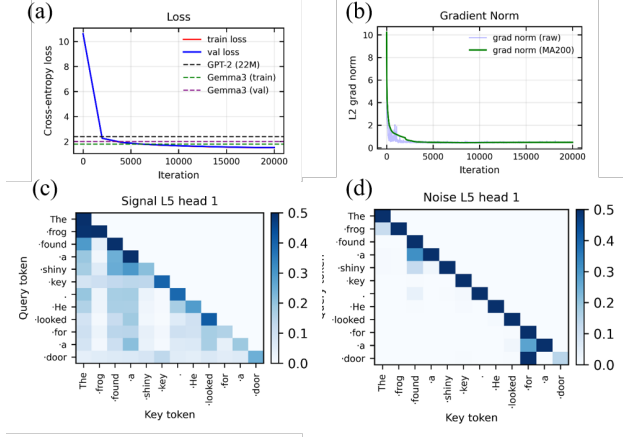 (a)
Loss
10
8
6
4
2
0
5000
10000
15000
20000
Cross-entropy loss
Iteration
train loss
val loss
GPT-2 (22M)
Gemma3 (train)
Gemma3 (val)
(b)
Gradient Norm
10
8
6
4
2
0
0
5000
10000
15000
20000
L2 grad norm
Iteration
grad norm (raw)
grad norm (MA200)
(c)
Signal L5 head 1
Query token
The
·frog
·found
·a
·shiny
·key
.
·He
·looked
·for
·a
·door
The
·frog
·found
·a
·shiny
·key
.
·He
·looked
·for
·a
·door
Key token
0.5
0.4
0.3
0.2
0.1
0.0
(d)
Noise L5 head 1
The
·frog
·found
·a
·shiny
·key
.
·He
·looked
·for
·a
·door
The
·frog
·found
·a
·shiny
·key
.
·He
·looked
·for
·a
·door
Key token
0.5
0.4
0.3
0.2
0.1
0.0